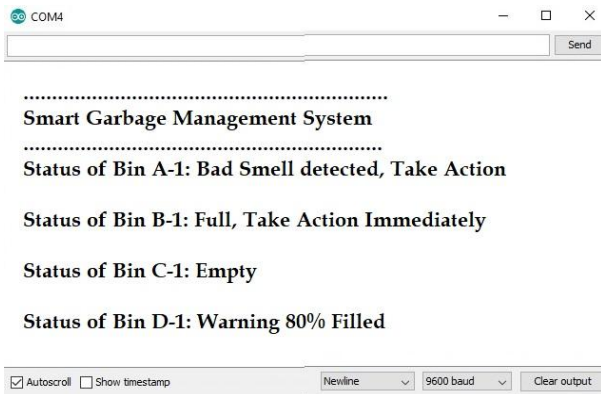 COM4
Send
...............................................................
Smart Garbage Management System
..............................................................
Status of Bin A-1: Bad Smell detected, Take Action
Status of Bin B-1: Full, Take Action Immediately
Status of Bin C-1: Empty
Status of Bin D-1: Warning 80% Filled
Autoscroll Show timestamp Newline 9600 baud Clear output